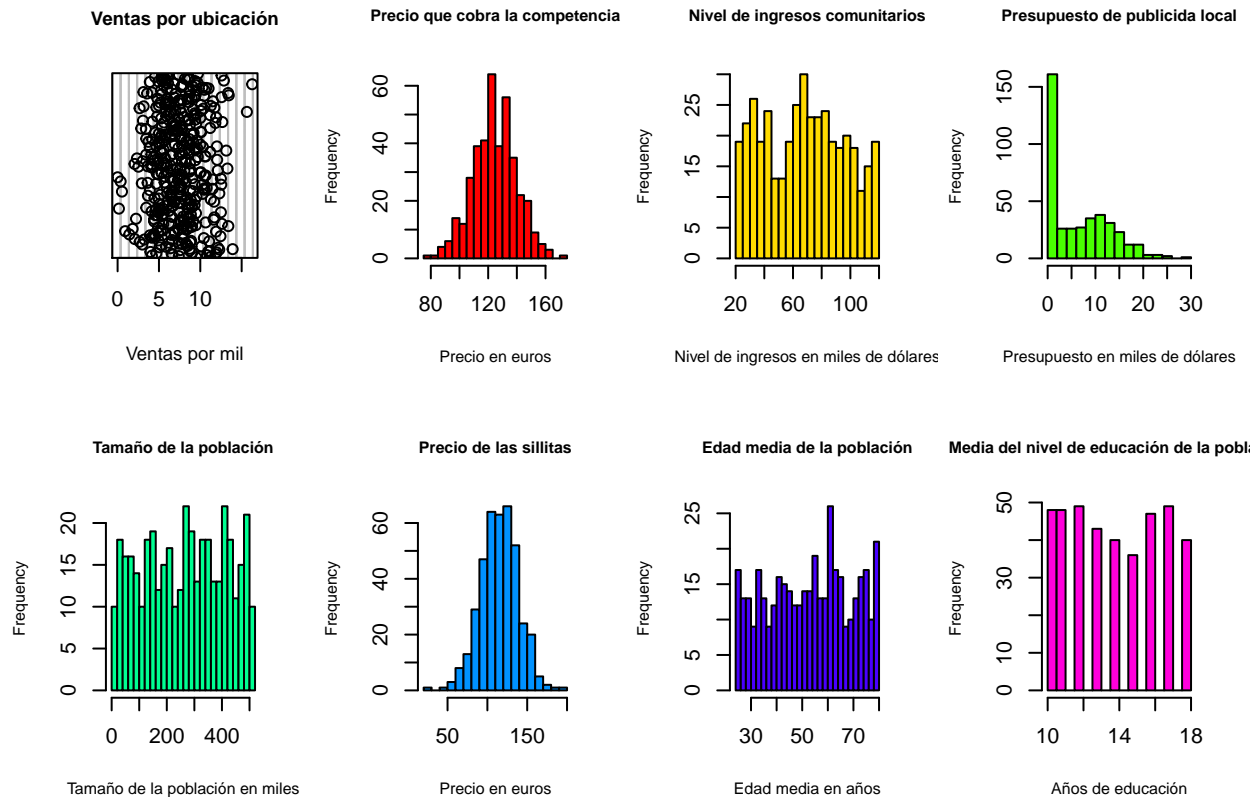 Ventas por ubicación
0 5 10
Ventas por mil
Precio que cobra la competencia
Frequency
0 20 40 60
80 120 160
Precio en euros
Nivel de ingresos comunitarios
Frequency
0 5 15 25
20 60 100
Nivel de ingresos en miles de dólares
Presupuesto de publicida local
Frequency
0 50 100 150
0 10 20 30
Presupuesto en miles de dólares
Tamaño de la población
Frequency
0 5 10 15 20
0 200 400
Tamaño de la población en miles
Precio de las sillitas
Frequency
0 20 40 60
50 150
Precio en euros
Edad media de la población
Frequency
0 5 15 25
30 50 70
Edad media en años
Media del nivel de educación de la pobla
Frequency
0 10 30 50
10 14 18
Años de educación